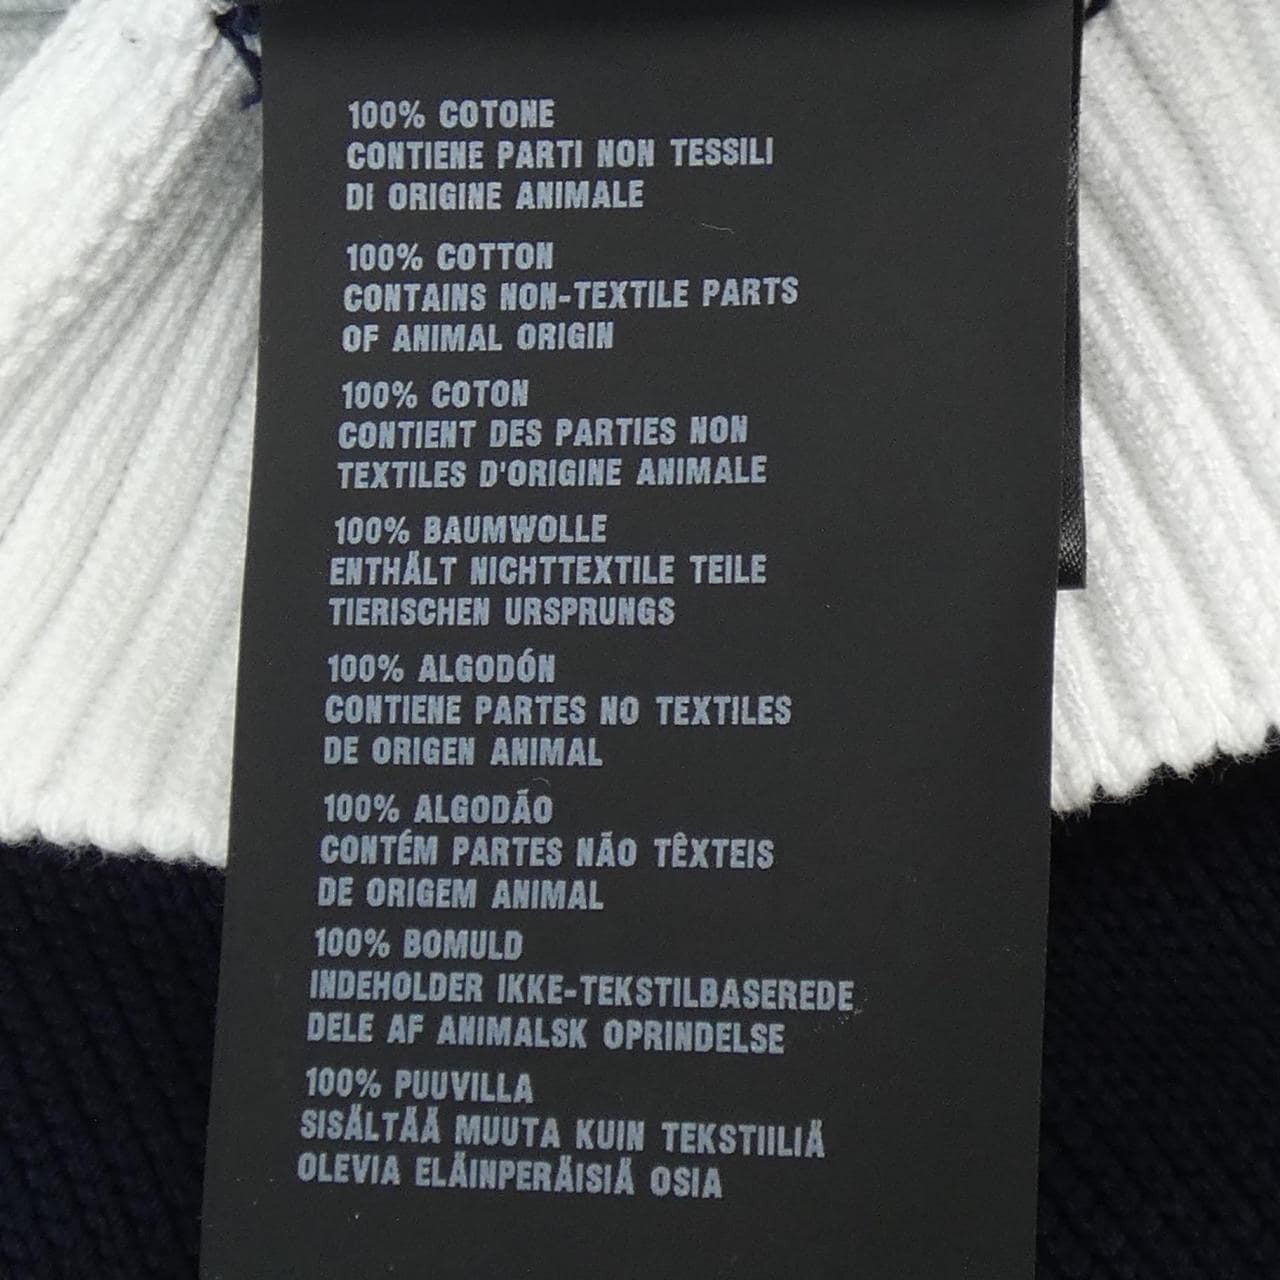 100% COTONE
CONTIENE PARTI NON TESSILI
DI ORIGINE ANIMALE
100% COTTON
CONTAINS NON-TEXTILE PARTS
OF ANIMAL ORIGIN
100% COTON
CONTIENT DES PARTIES NON
TEXTILES D'ORIGINE ANIMALE
100% BAUMWOLLE
ENTHÄLT NICHTTEXTILE TEILE
TIERISCHEN URSPRUNGS
100% ALGODÓN
CONTIENE PARTES NO TEXTILES
DE ORIGEN ANIMAL
100% ALGODÃO
CONTÉM PARTES NÃO TÊXTEIS
DE ORIGEM ANIMAL
100% BOMULD
INDEHOLDER IKKE-TEKSTILBASEREDE
DELE AF ANIMALSK OPRINDELSE
100% PUUVILLA
SISÄLTÄÄ MUUTA KUIN TEKSTIILIÄ
OLEVIA ELÄINPERÄISIÄ OSIA